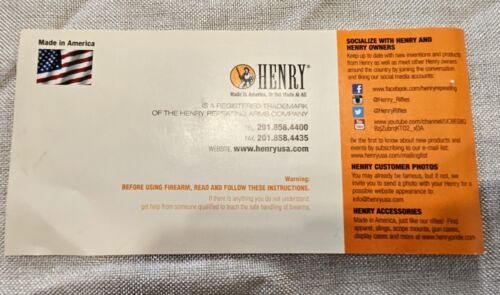 Made in America
HENRY®
Made In America, Or Not Made At All
IS A REGISTERED TRADEMARK
OF THE HENRY REPEATING ARMS COMPANY
TEL 201.858.4400
FAX 201.858.4435
WEBSITE www.henryusa.com
Warning:
BEFORE USING FIREARM, READ AND FOLLOW THESE INSTRUCTIONS.
If there is anything you do not understand,
get help from someone qualified to teach the safe handling of firearms.
SOCIALIZE WITH HENRY AND
HENRY OWNERS
Keep up to date with new inventions and products
from Henry as well as meet other Henry owners
around the country by joining the conversation
and liking our social media accounts:
www.facebook.com/henryrepeating
@Henry_Rifles
@Henry_Rifles
You Tube
Be the first to know about new products and
events by subscribing to our e-mail list:
www.henryusa.com/mailinglist
HENRY CUSTOMER PHOTOS
You may already be famous, but if not, we
invite you to send a photo with your Henry for a
possible website appearance to:
info@henryusa.com
HENRY ACCESSORIES
Made in America, just like our rifles! Find
apparel, slings, scope mounts, gun cases,
display cases and more at www.henrypride.com